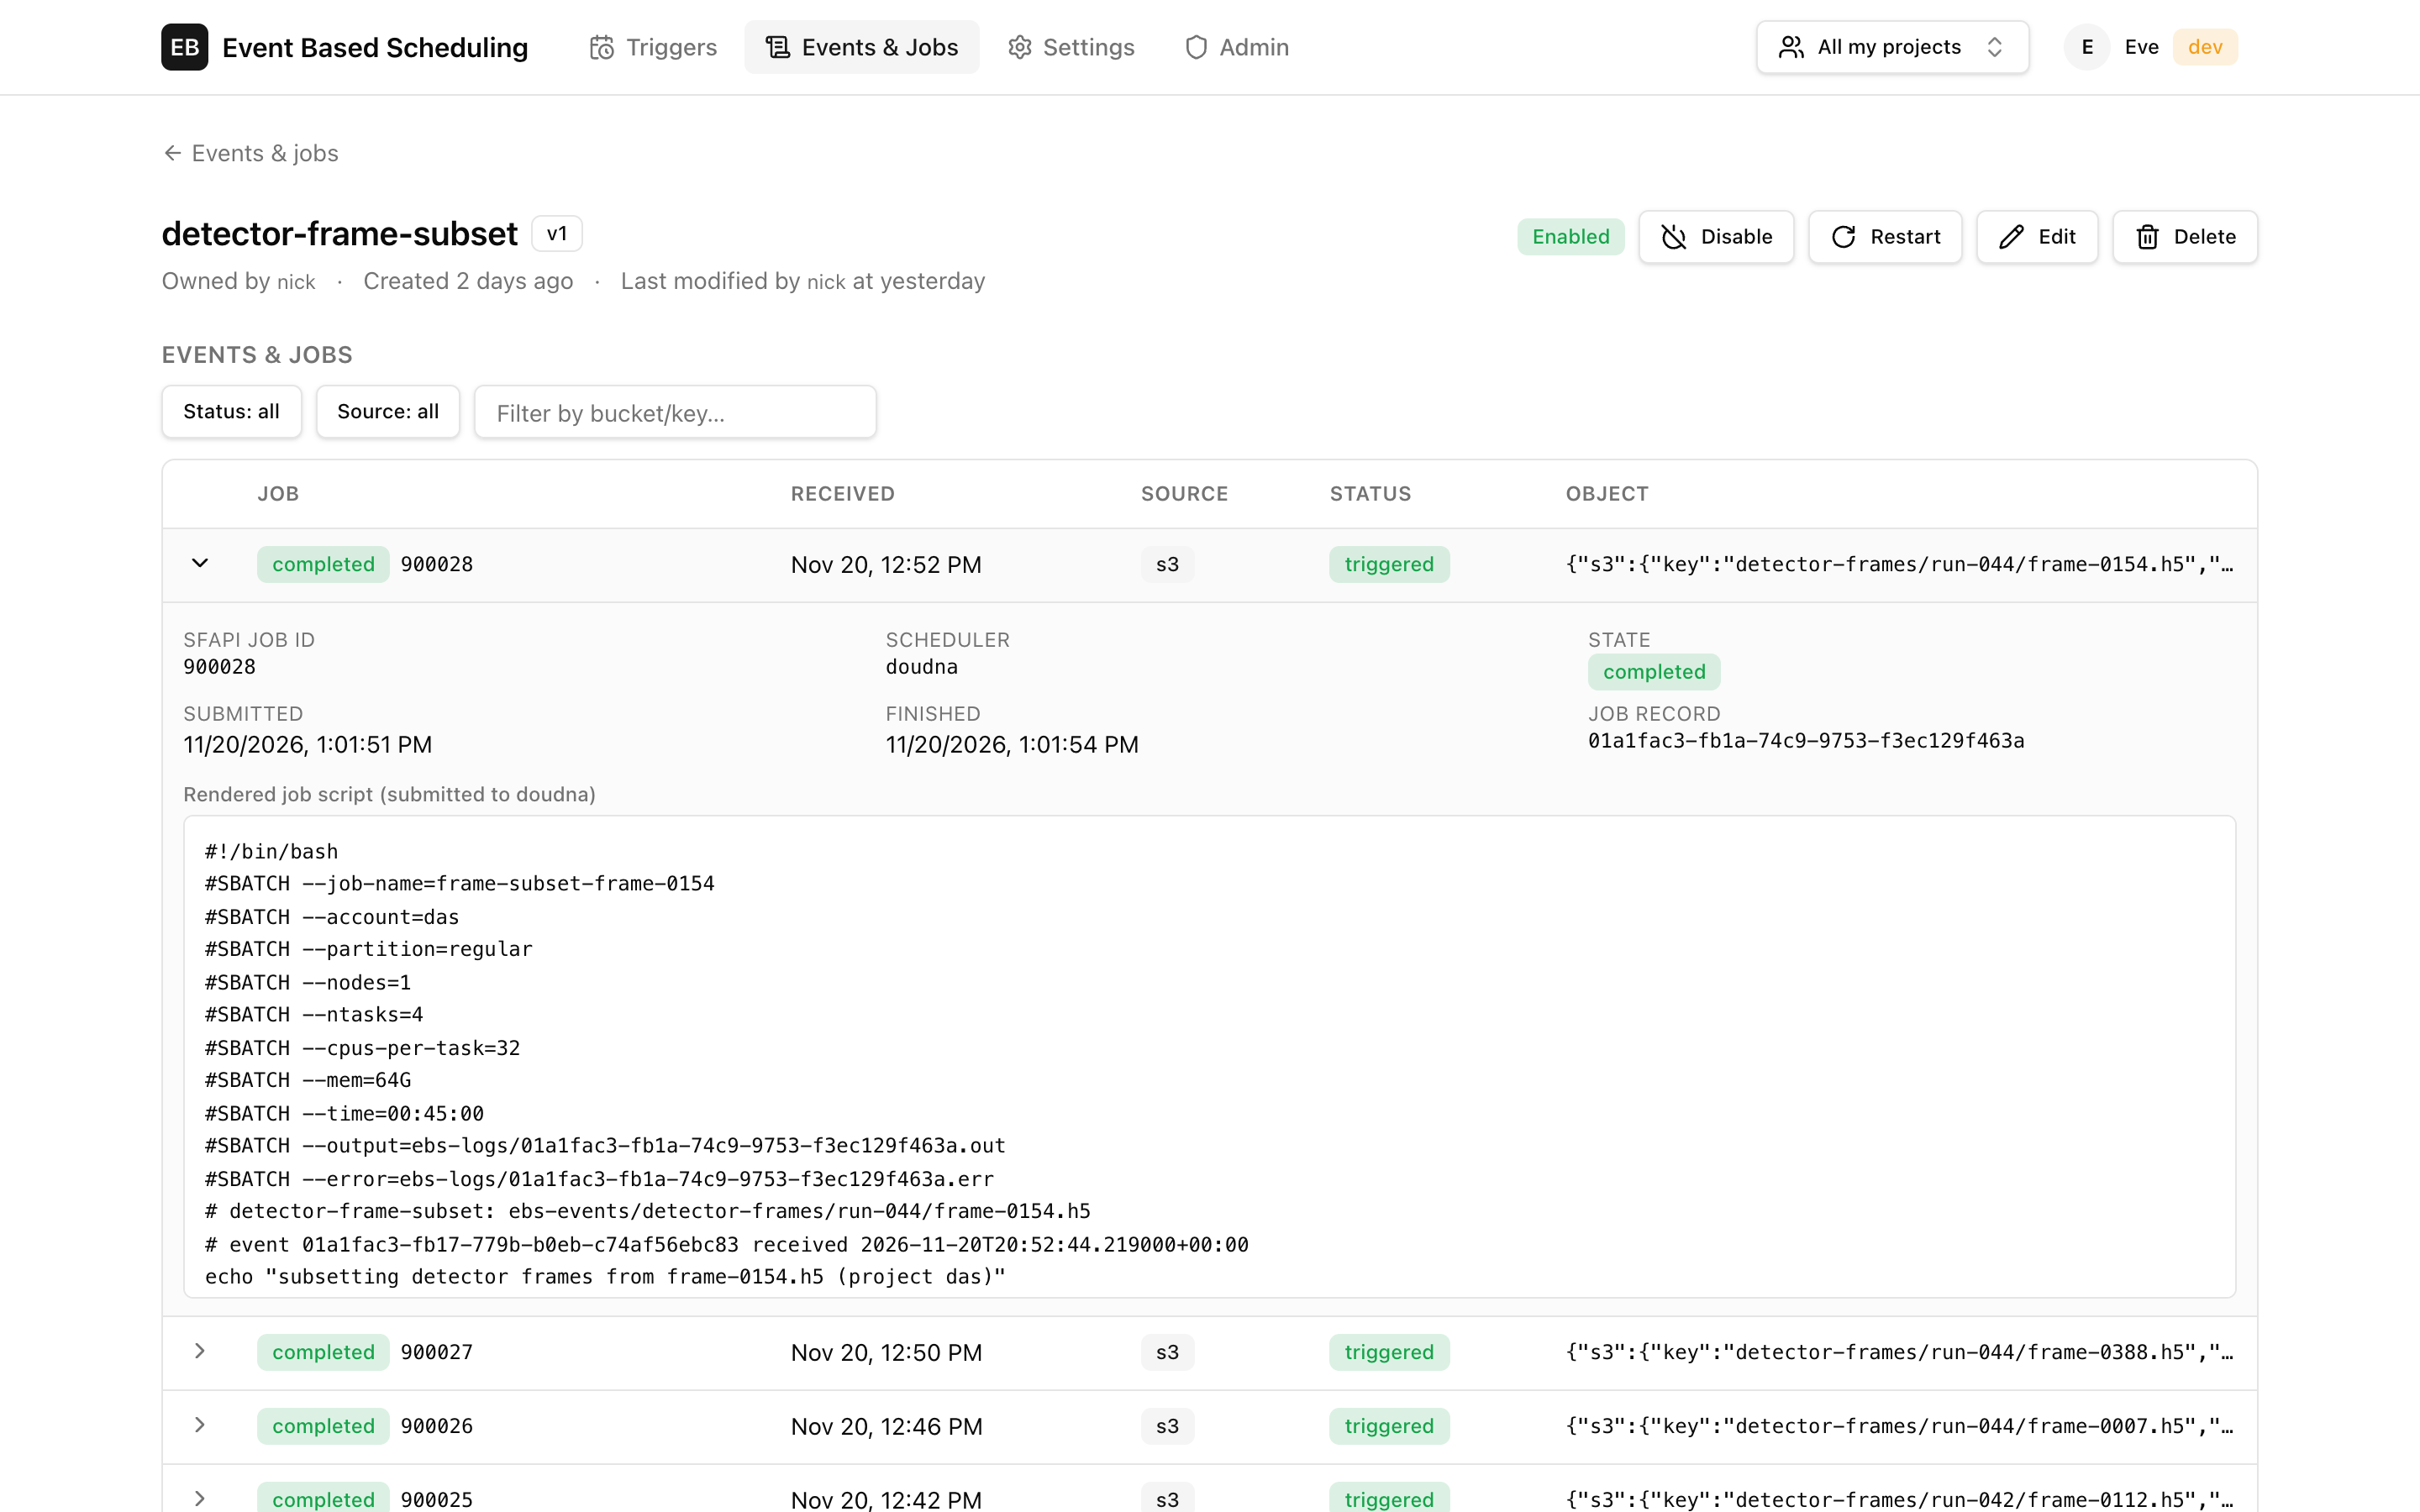 EB Event Based Scheduling Triggers Events & Jobs Settings Admin All my projects E Eve dev
← Events & jobs
detector-frame-subset v1 Enabled Disable Restart Edit Delete
Owned by nick · Created 2 days ago · Last modified by nick at yesterday
EVENTS & JOBS
Status: all Source: all Filter by bucket/key...
JOB RECEIVED SOURCE STATUS OBJECT
completed 900028 Nov 20, 12:52 PM s3 triggered {"s3":{"key":"detector-frames/run-044/frame-0154.h5","…
SFAPI JOB ID SCHEDULER STATE
900028 doudna completed
SUBMITTED FINISHED JOB RECORD
11/20/2026, 1:01:51 PM 11/20/2026, 1:01:54 PM 01a1fac3-fb1a-74c9-9753-f3ec129f463a
Rendered job script (submitted to doudna)
#!/bin/bash
#SBATCH --job-name=frame-subset-frame-0154
#SBATCH --account=das
#SBATCH --partition=regular
#SBATCH --nodes=1
#SBATCH --ntasks=4
#SBATCH --cpus-per-task=32
#SBATCH --mem=64G
#SBATCH --time=00:45:00
#SBATCH --output=ebs-logs/01a1fac3-fb1a-74c9-9753-f3ec129f463a.out
#SBATCH --error=ebs-logs/01a1fac3-fb1a-74c9-9753-f3ec129f463a.err
# detector-frame-subset: ebs-events/detector-frames/run-044/frame-0154.h5
# event 01a1fac3-fb17-779b-b0eb-c74af56ebc83 received 2026-11-20T20:52:44.219000+00:00
echo "subsetting detector frames from frame-0154.h5 (project das)"
completed 900027 Nov 20, 12:50 PM s3 triggered {"s3":{"key":"detector-frames/run-044/frame-0388.h5","…
completed 900026 Nov 20, 12:46 PM s3 triggered {"s3":{"key":"detector-frames/run-044/frame-0007.h5","…
completed 900025 Nov 20, 12:42 PM s3 triggered {"s3":{"key":"detector-frames/run-042/frame-0112.h5","…